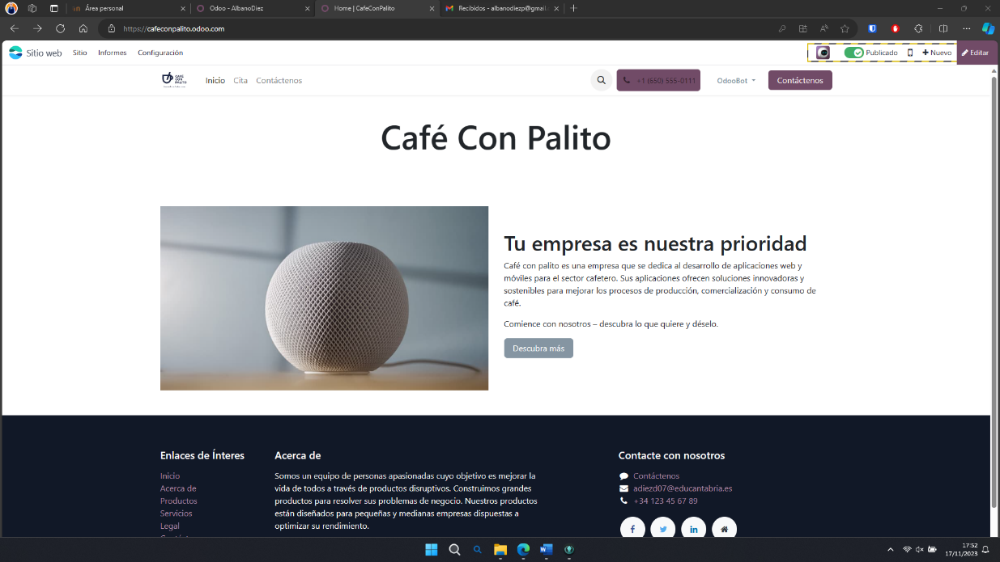 Área personal
Odoo - AlbanoDiez
Home | CafeConPalito
Recibidos - albanodiezp@gmail.
https://cafeconpalito.odoo.com
Sitio web
Sitio
Informes
Configuración
Publicado
Nuevo
Editar
CAFÉ
CON
PALITO
Inicio
Cita
Contáctenos
+1 (650) 555-0111
OdooBot
Contáctenos
Café Con Palito
Tu empresa es nuestra prioridad
Café con palito es una empresa que se dedica al desarrollo de aplicaciones web y
móviles para el sector cafetero. Sus aplicaciones ofrecen soluciones innovadoras y
sostenibles para mejorar los procesos de producción, comercialización y consumo de
café.
Comience con nosotros – descubra lo que quiere y déselo.
Descubra más
Enlaces de Ínteres
Inicio
Acerca de
Productos
Servicios
Legal
Acerca de
Somos un equipo de personas apasionadas cuyo objetivo es mejorar la
vida de todos a través de productos disruptivos. Construimos grandes
productos para resolver sus problemas de negocio. Nuestros productos
están diseñados para pequeñas y medianas empresas dispuestas a
optimizar su rendimiento.
Contacte con nosotros
Contáctenos
adiezd07@educantabria.es
+34 123 45 67 89
17:52
17/11/2023